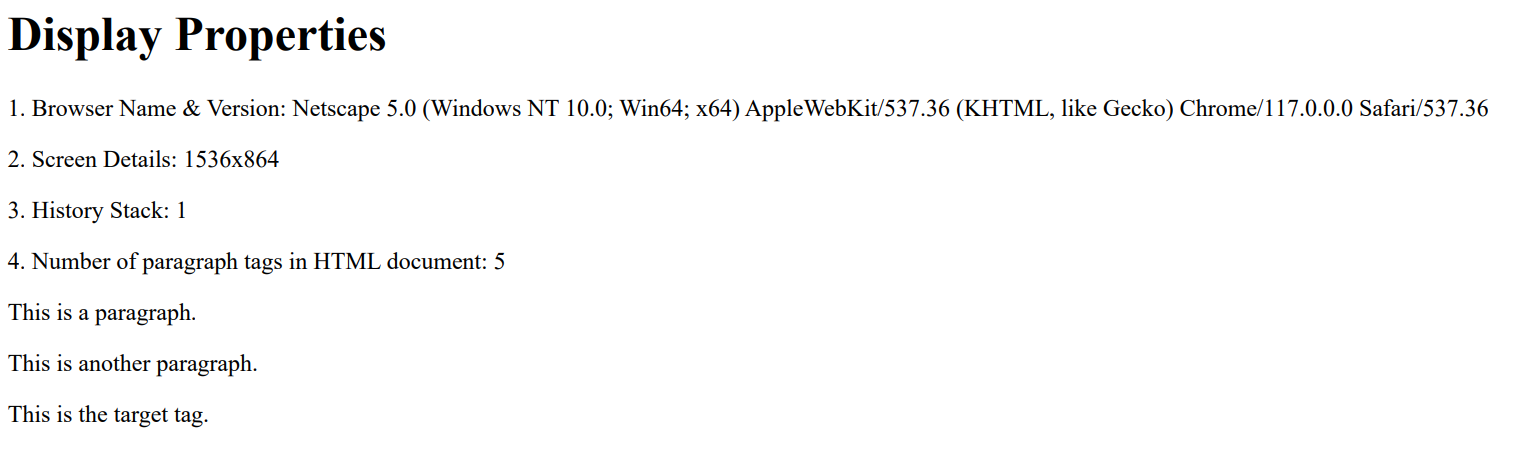 Display Properties
1. Browser Name & Version: Netscape 5.0 (Windows NT 10.0; Win64; x64) AppleWebKit/537.36 (KHTML, like Gecko) Chrome/117.0.0.0 Safari/537.36
2. Screen Details: 1536x864
3. History Stack: 1
4. Number of paragraph tags in HTML document: 5
This is a paragraph.
This is another paragraph.
This is the target tag.